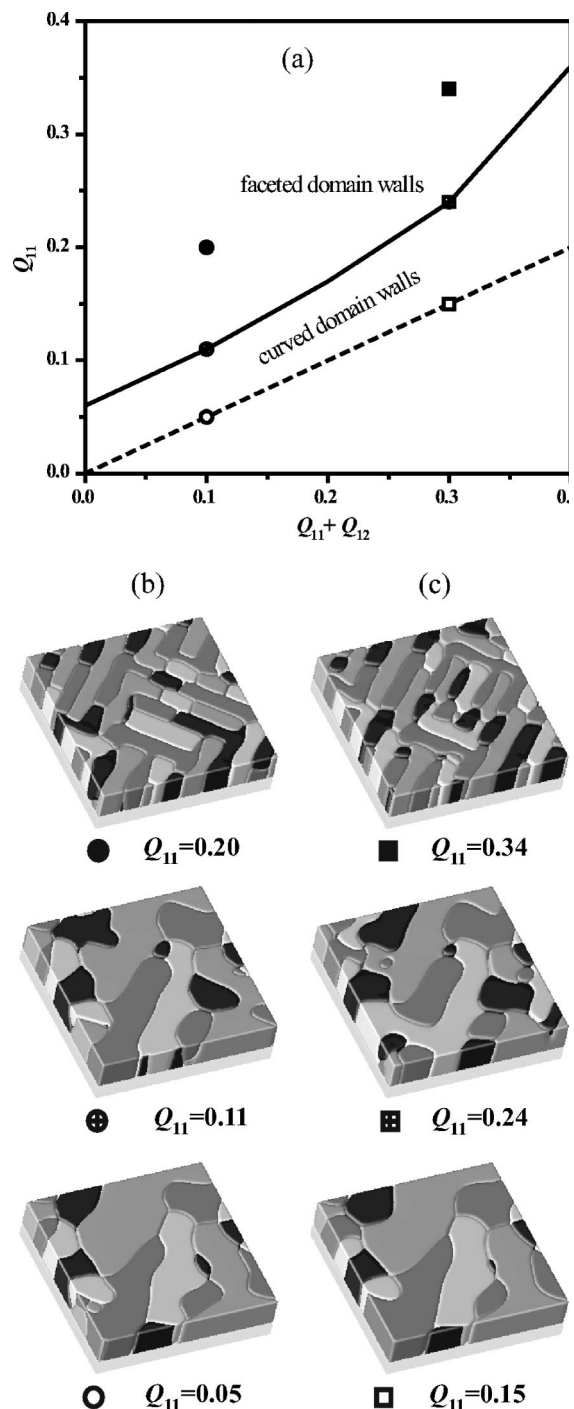 0.4
(a)
0.3
faceted domain walls
Q11
0.2
curved domain walls
0.1
0.0
0.0 0.1 0.2 0.3
Q11 + Q12
(b) (c)
Q11=0.20 Q11=0.34
Q11=0.11 Q11=0.24
Q11=0.05 Q11=0.15